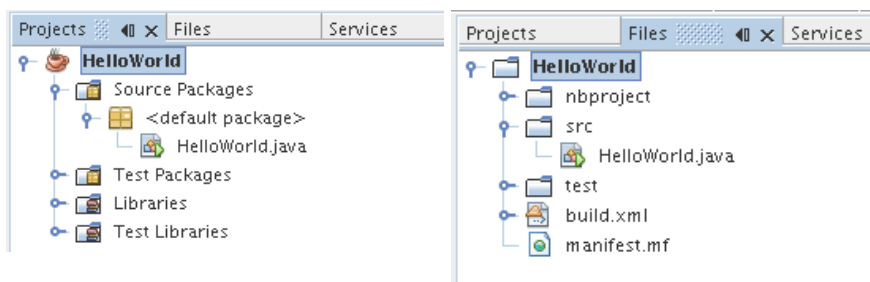 Projects Files Services
HelloWorld
Source Packages
<default package>
HelloWorld.java
Test Packages
Libraries
Test Libraries
Projects Files Services
HelloWorld
nbproject
src
HelloWorld.java
test
build.xml
manifest.mf